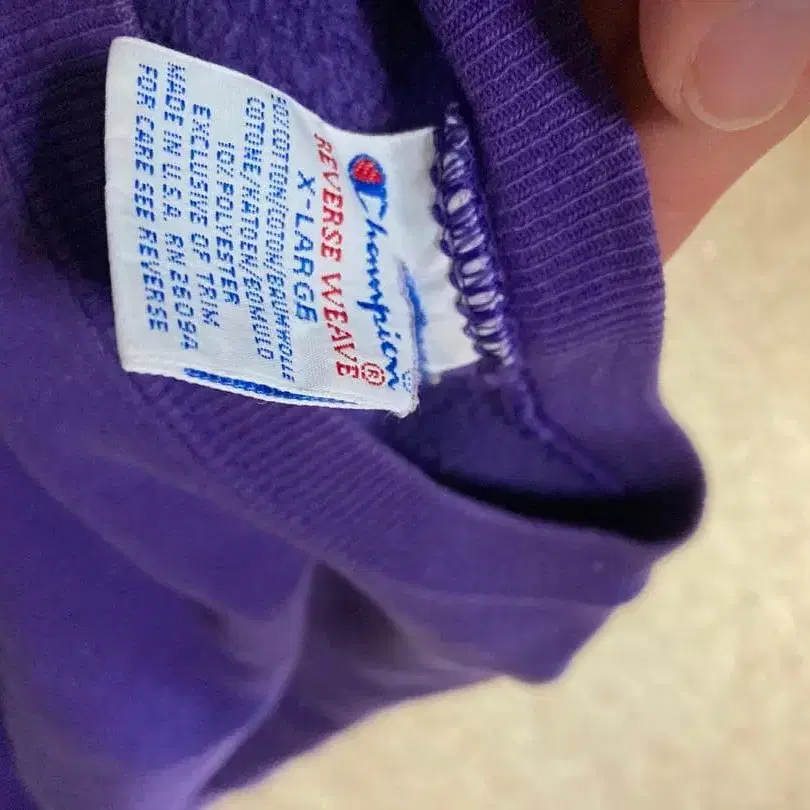 Champion
REVERSE WEAVE®
X-LARGE
90% COTTON/COTON/BAUMWOLLE
COTONE/KATOEN/BOMULD
10% POLYESTER
EXCLUSIVE OF TRIM
MADE IN U.S.A. RN 26094
FOR CARE SEE REVERSE